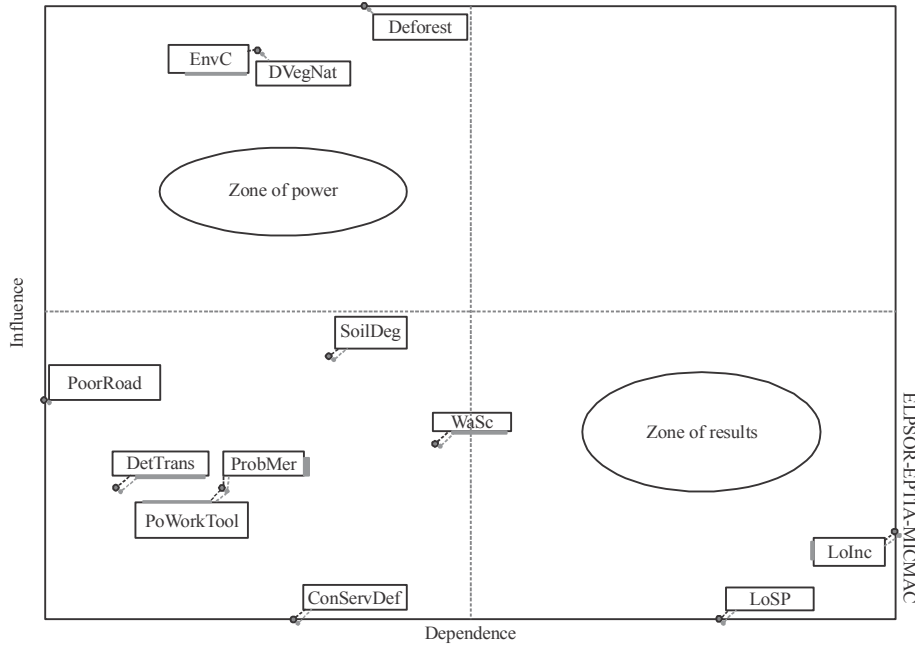 Deforest
EnvC
DVegNat
Zone of power
Influence
SoilDeg
PoorRoad
WaSc
Zone of results
DetTrans
ProbMer
PoWorkTool
LoInc
ConServDef
LoSP
Dependence
ELPSOR-EPTIA-MICMAC